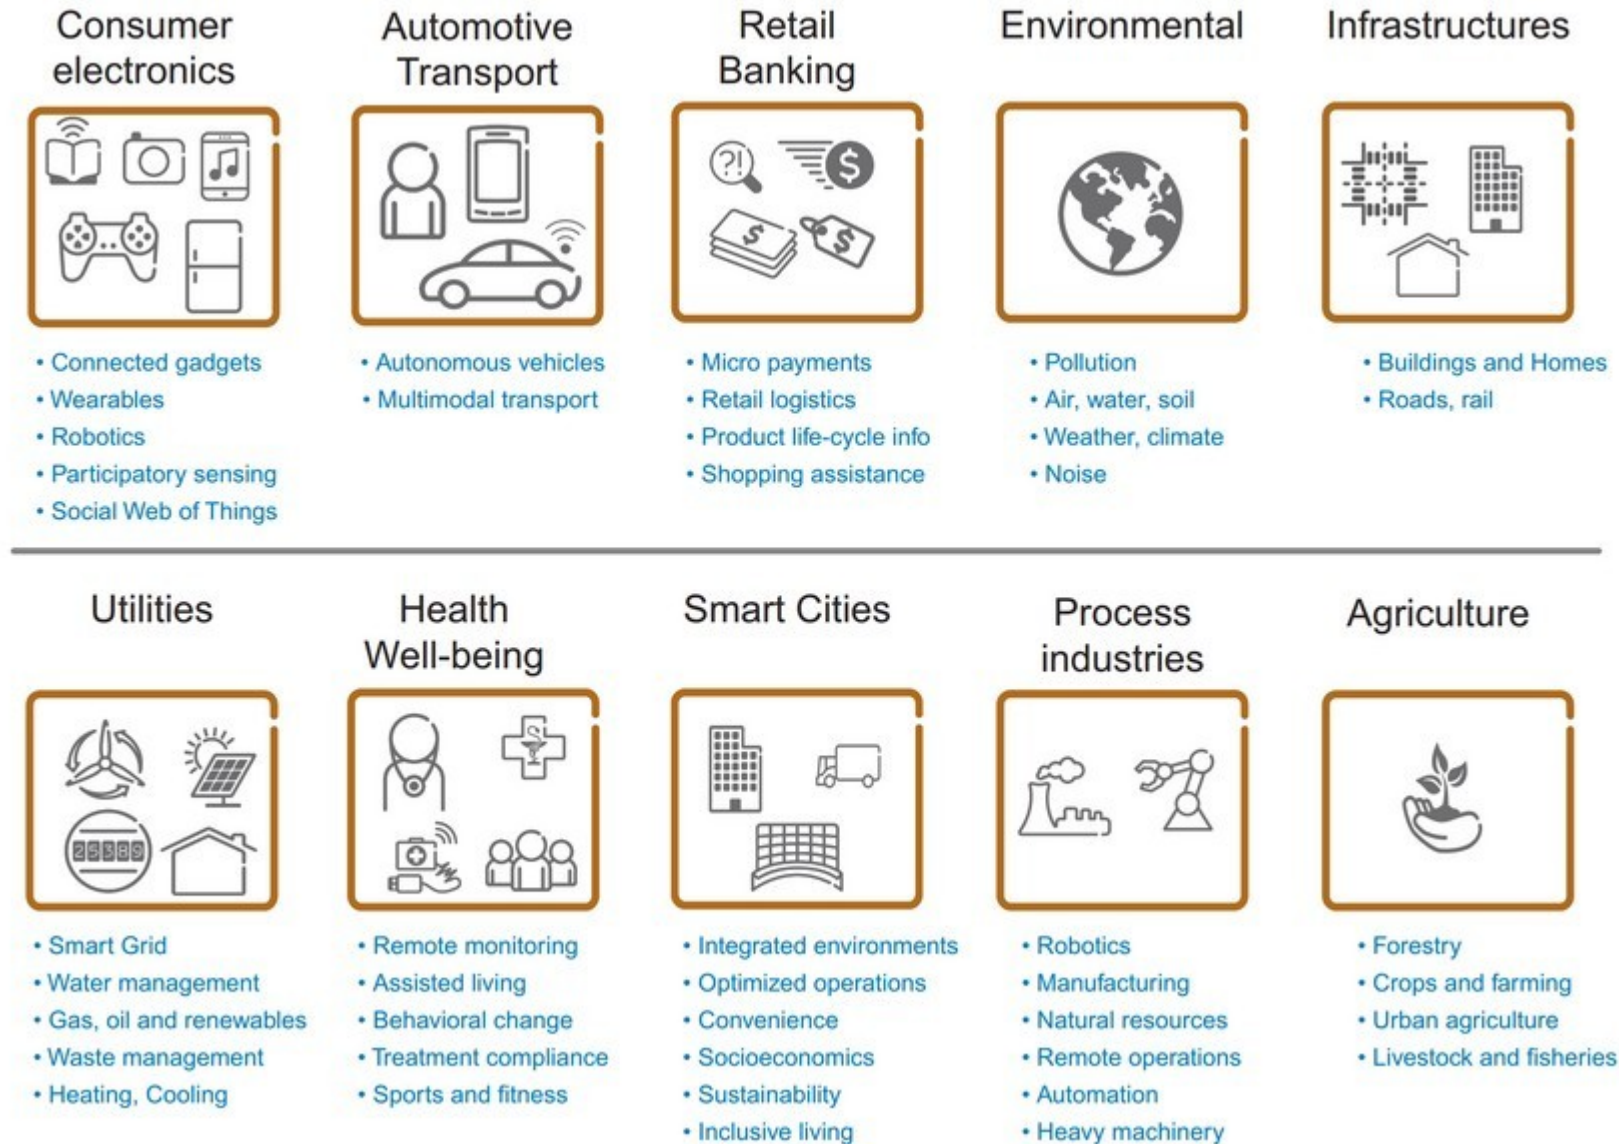 Consumer
electronics
Automotive
Transport
Retail
Banking
Environmental
Infrastructures
?!
$
$
$
• Connected gadgets
• Wearables
• Robotics
• Participatory sensing
• Social Web of Things
• Autonomous vehicles
• Multimodal transport
• Micro payments
• Retail logistics
• Product life-cycle info
• Shopping assistance
• Pollution
• Air, water, soil
• Weather, climate
• Noise
• Buildings and Homes
• Roads, rail
Utilities
Health
Well-being
Smart Cities
Process
industries
Agriculture
25389
• Smart Grid
• Water management
• Gas, oil and renewables
• Waste management
• Heating, Cooling
• Remote monitoring
• Assisted living
• Behavioral change
• Treatment compliance
• Sports and fitness
• Integrated environments
• Optimized operations
• Convenience
• Socioeconomics
• Sustainability
• Inclusive living
• Robotics
• Manufacturing
• Natural resources
• Remote operations
• Automation
• Heavy machinery
• Forestry
• Crops and farming
• Urban agriculture
• Livestock and fisheries